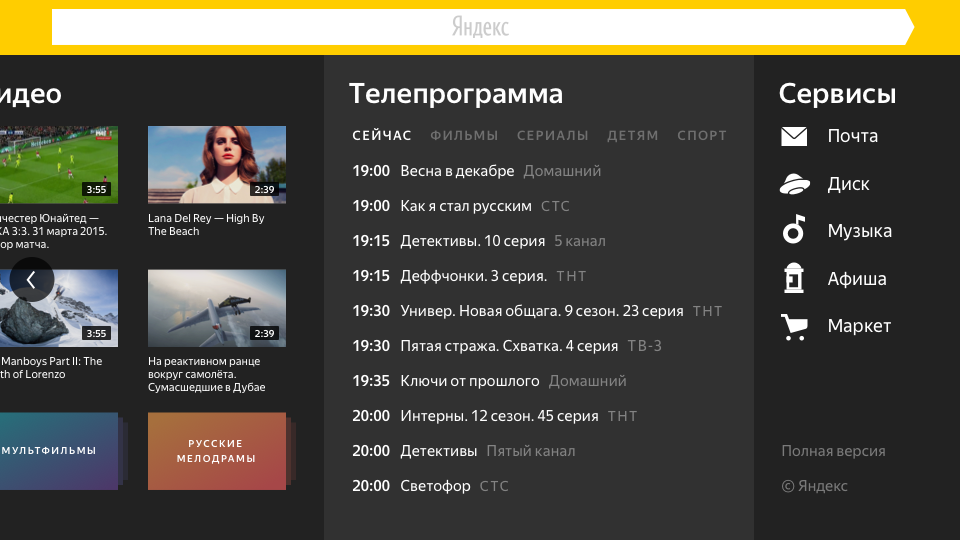 Яндекс
идео
3:55
2:39
честер Юнайтед —
Lana Del Rey — High By
КА 3:3. 31 марта 2015.
The Beach
ор матча.
3:55
2:39
Manboys Part II: The
th of Lorenzo
На реактивном ранце
вокруг самолёта.
Сумасшедшие в Дубае
МУЛЬТФИЛЬМЫ
РУССКИЕ
МЕЛОДРАМЫ
Телепрограмма
СЕЙЧАС ФИЛЬМЫ СЕРИАЛЫ ДЕТЯМ СПОРТ
19:00 Весна в декабре Домашний
19:00 Как я стал русским СТС
19:15 Детективы. 10 серия 5 канал
19:15 Деффчонки. 3 серия. ТНТ
19:30 Универ. Новая общага. 9 сезон. 23 серия ТНТ
19:30 Пятая стража. Схватка. 4 серия ТВ-3
19:35 Ключи от прошлого Домашний
20:00 Интерны. 12 сезон. 45 серия ТНТ
20:00 Детективы Пятый канал
20:00 Светофор СТС
Сервисы
Почта
Диск
Музыка
Афиша
Маркет
Полная версия
© Яндекс